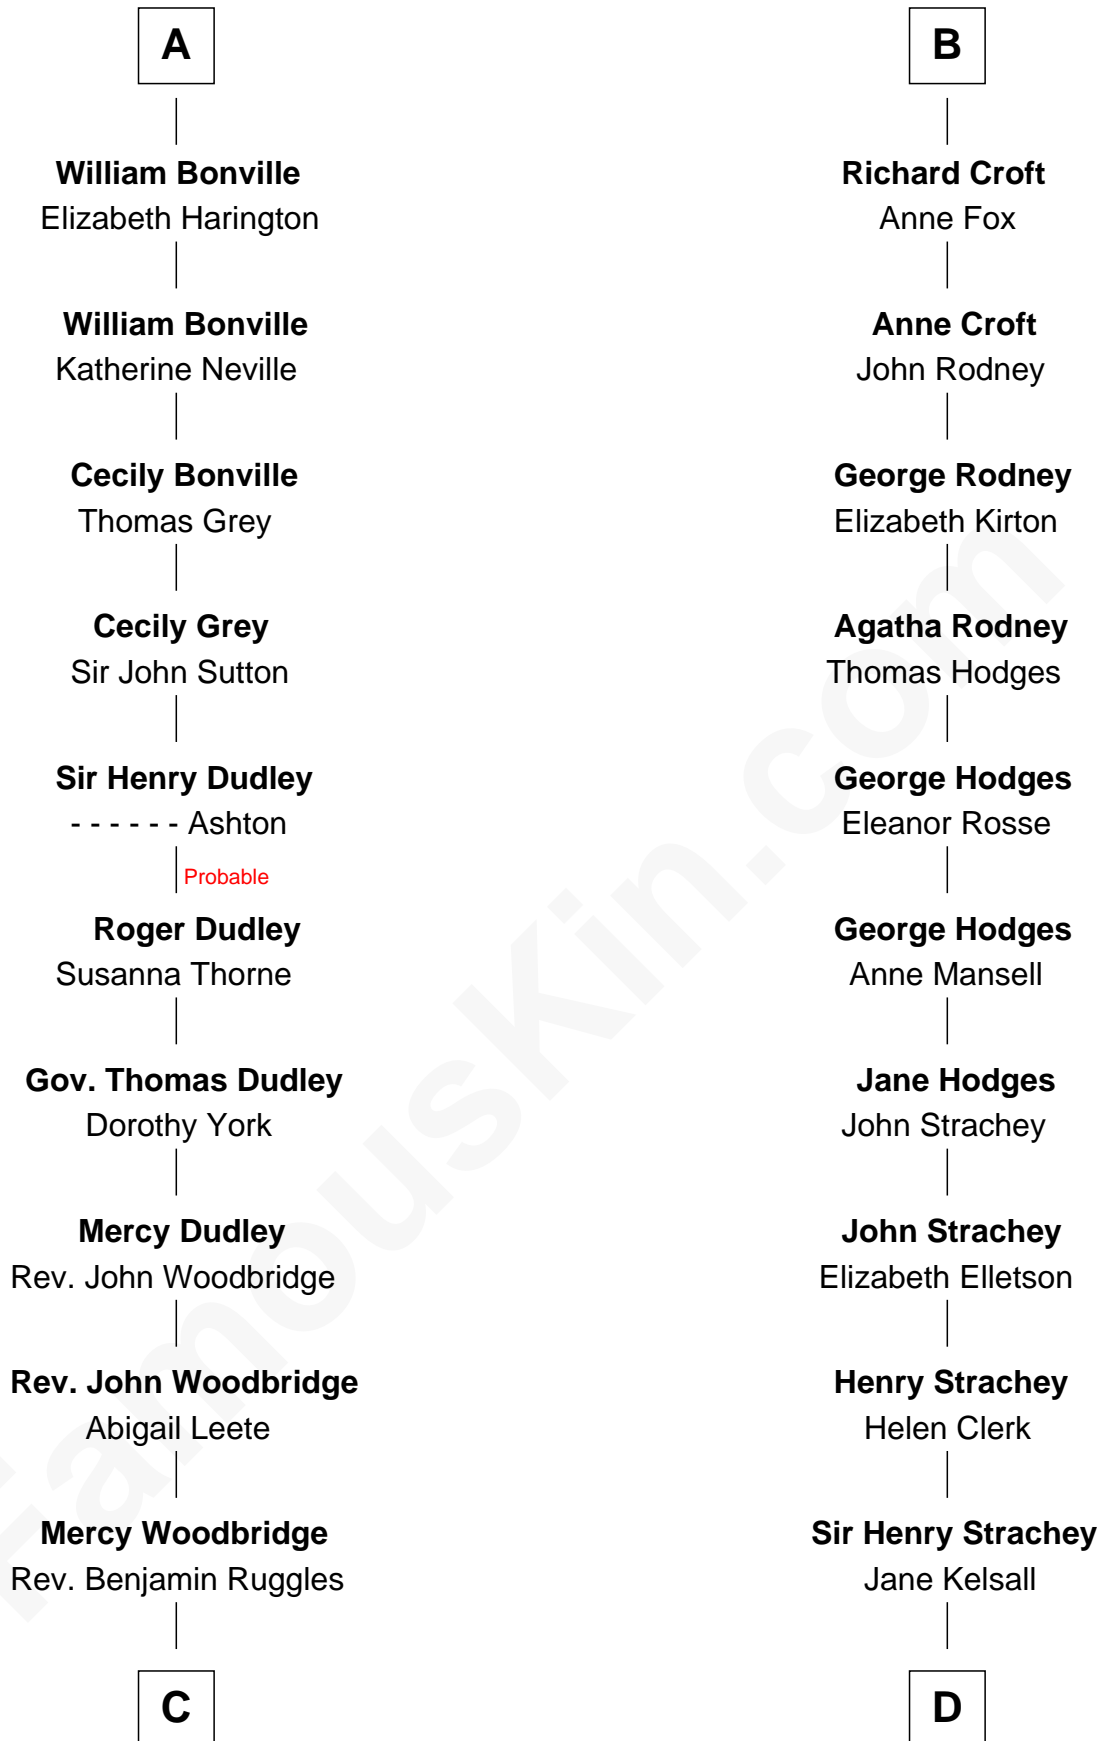 A
William Bonville
Elizabeth Harington
William Bonville
Katherine Neville
Cecily Bonville
Thomas Grey
Cecily Grey
Sir John Sutton
Sir Henry Dudley
- - - - - - Ashton
Probable
Roger Dudley
Susanna Thorne
Gov. Thomas Dudley
Dorothy York
Mercy Dudley
Rev. John Woodbridge
Rev. John Woodbridge
Abigail Leete
Mercy Woodbridge
Rev. Benjamin Ruggles
C
B
Richard Croft
Anne Fox
Anne Croft
John Rodney
George Rodney
Elizabeth Kirton
Agatha Rodney
Thomas Hodges
George Hodges
Eleanor Rosse
George Hodges
Anne Mansell
Jane Hodges
John Strachey
John Strachey
Elizabeth Elletson
Henry Strachey
Helen Clerk
Sir Henry Strachey
Jane Kelsall
D
FamousKin.com